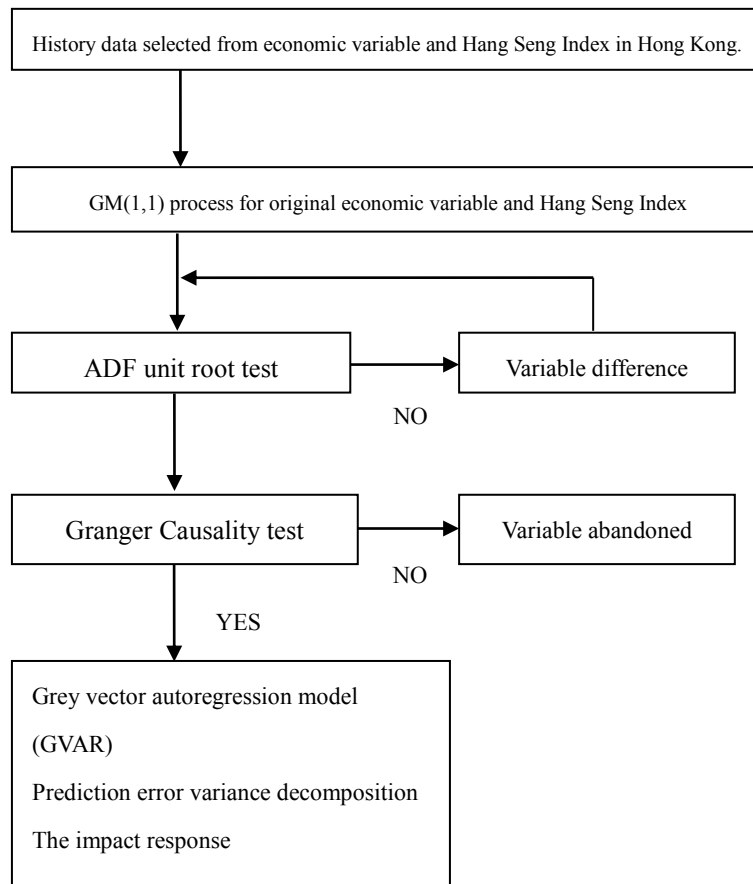 History data selected from economic variable and Hang Seng Index in Hong Kong.
GM(1,1) process for original economic variable and Hang Seng Index
ADF unit root test
Variable difference
NO
Granger Causality test
Variable abandoned
NO
YES
Grey vector autoregression model
(GVAR)
Prediction error variance decomposition
The impact response